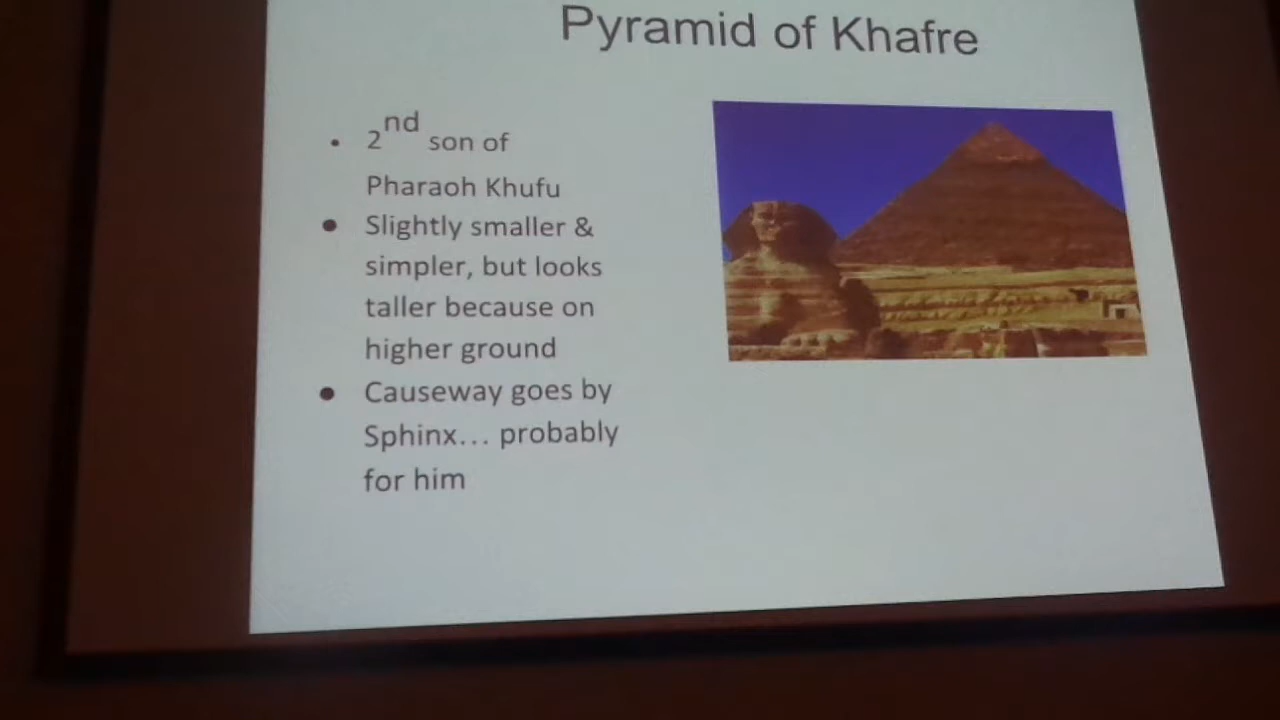 Pyramid of Khafre
• 2nd son of
Pharaoh Khufu
● Slightly smaller &
simpler, but looks
taller because on
higher ground
● Causeway goes by
Sphinx... probably
for him